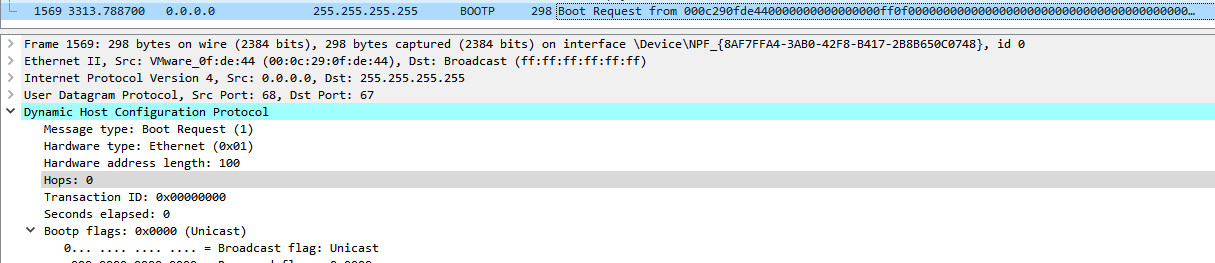 1569 3313.788700 0.0.0.0 255.255.255.255 BOOTP 298 Boot Request from 000c290fde44000000000000000000ff0f000000000000000000000000000000000000…
Frame 1569: 298 bytes on wire (2384 bits), 298 bytes captured (2384 bits) on interface \Device\NPF_{8AF7FFA4-3AB0-42F8-B417-2B8B650C0748}, id 0
Ethernet II, Src: VMware_0f:de:44 (00:0c:29:0f:de:44), Dst: Broadcast (ff:ff:ff:ff:ff:ff)
Internet Protocol Version 4, Src: 0.0.0.0, Dst: 255.255.255.255
User Datagram Protocol, Src Port: 68, Dst Port: 67
Dynamic Host Configuration Protocol
Message type: Boot Request (1)
Hardware type: Ethernet (0x01)
Hardware address length: 100
Hops: 0
Transaction ID: 0x00000000
Seconds elapsed: 0
Bootp flags: 0x0000 (Unicast)
0... .... .... .... = Broadcast flag: Unicast